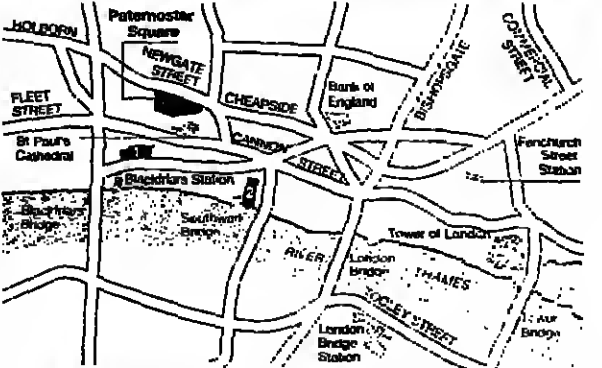 HOLBORN
Paternoster
Square
NEWGATE
STREET
FLEET
STREET
CHEAPSIDE
Bank of
England
BISHOPSGATE
COMMERCIAL
STREET
St Paul's
Cathedral
CANNON
STREET
Fenchurch
Street
Station
Blackfriars Station
Blackfriars
Bridge
Southwark
Bridge
RIVER
London
Bridge
THAMES
Tower of London
TOOLEY STREET
London
Bridge
Station
Bridge